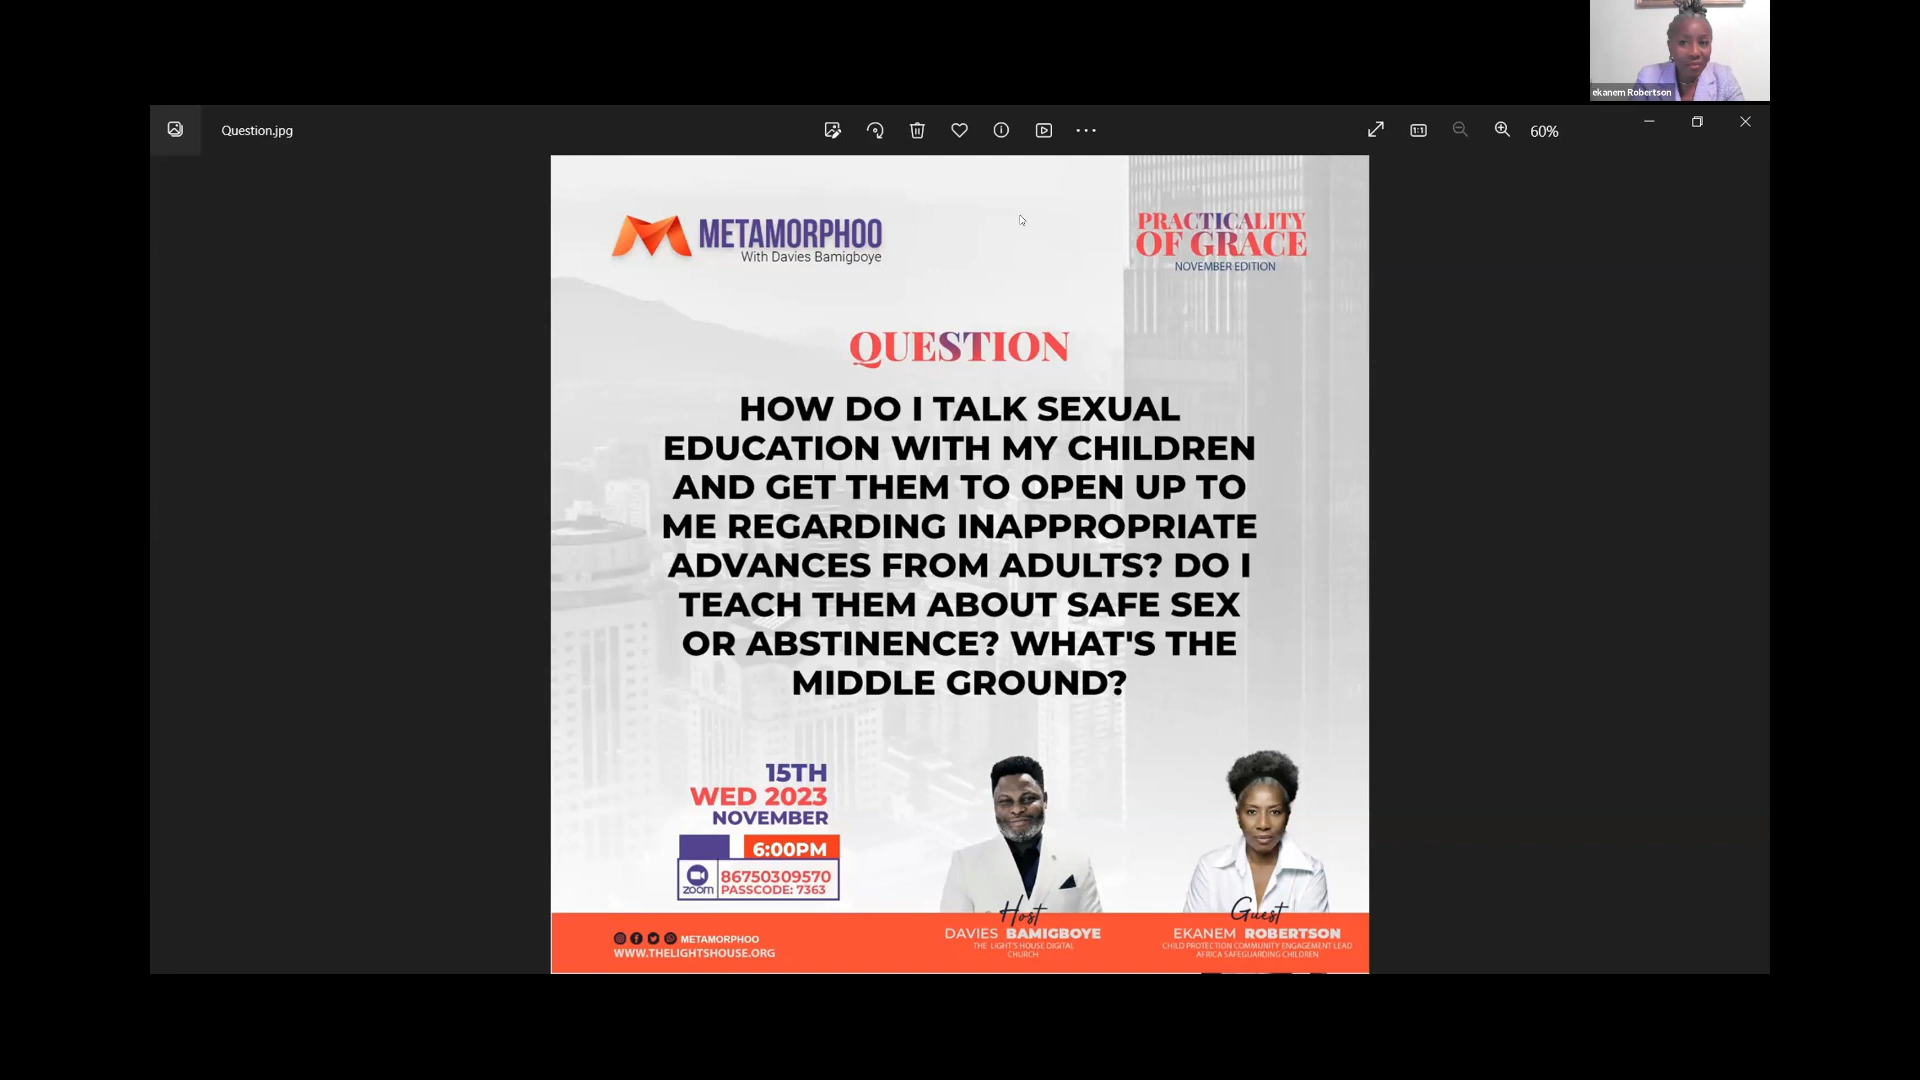 ekanem Robertson
Question.jpg
60%
METAMORPHOO
With Davies Bamigboye
PRACTICALITY
OF GRACE
NOVEMBER EDITION
QUESTION
HOW DO I TALK SEXUAL
EDUCATION WITH MY CHILDREN
AND GET THEM TO OPEN UP TO
ME REGARDING INAPPROPRIATE
ADVANCES FROM ADULTS? DO I
TEACH THEM ABOUT SAFE SEX
OR ABSTINENCE? WHAT'S THE
MIDDLE GROUND?
15TH
WED 2023
NOVEMBER
6:00PM
zoom
86750309570
PASSCODE: 7363
METAMORPHOO
WWW.THELIGHTSHOUSE.ORG
Host
DAVIES BAMIGBOYE
THE LIGHT'S HOUSE DIGITAL
CHURCH
Guest
EKANEM ROBERTSON
CHILD PROTECTION COMMUNITY ENGAGEMENT LEAD
AFRICA SAFEGUARDING CHILDREN